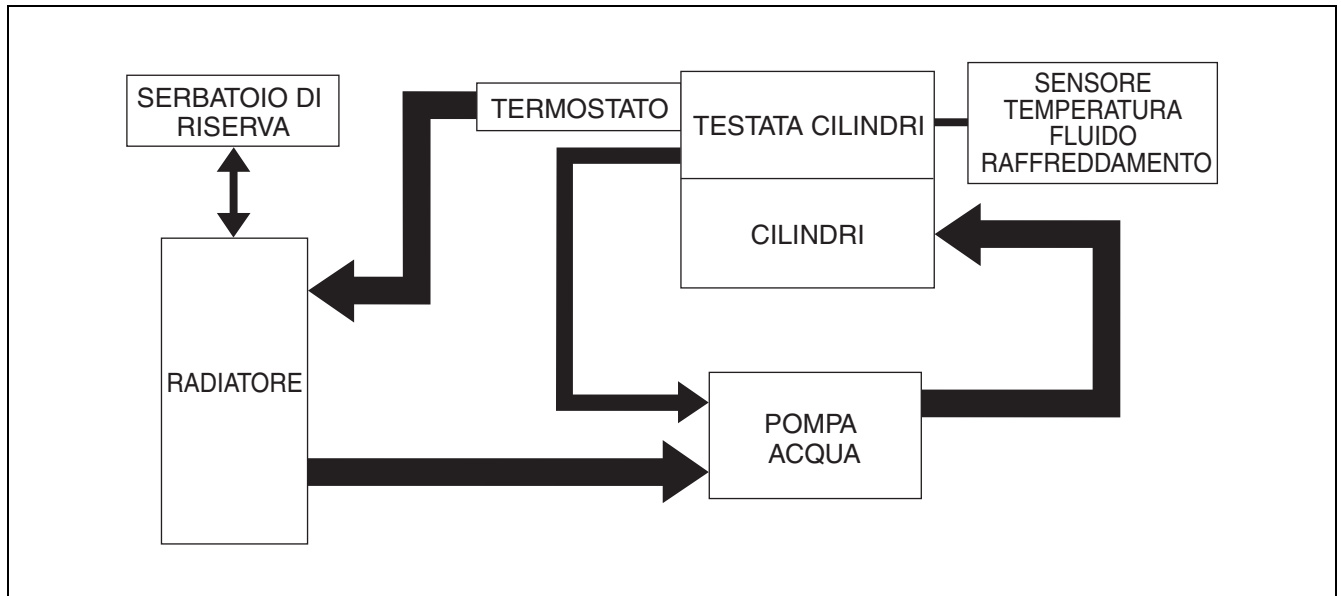 SERBATOIO DI
RISERVA
TERMOSTATO
TESTATA CILINDRI
SENSORE
TEMPERATURA
FLUIDO
RAFFREDDAMENTO
CILINDRI
RADIATORE
POMPA
ACQUA